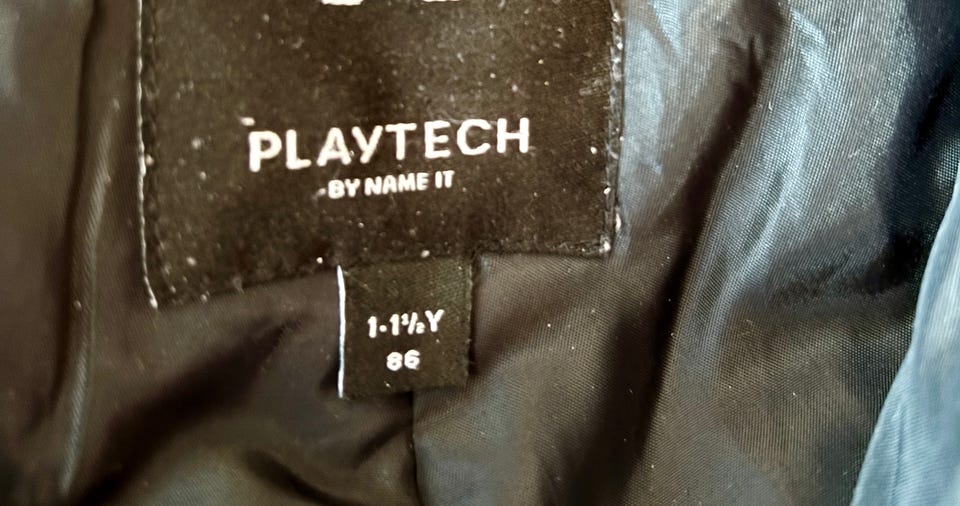 PLAYTECH
BY NAME IT
1-1½Y
86